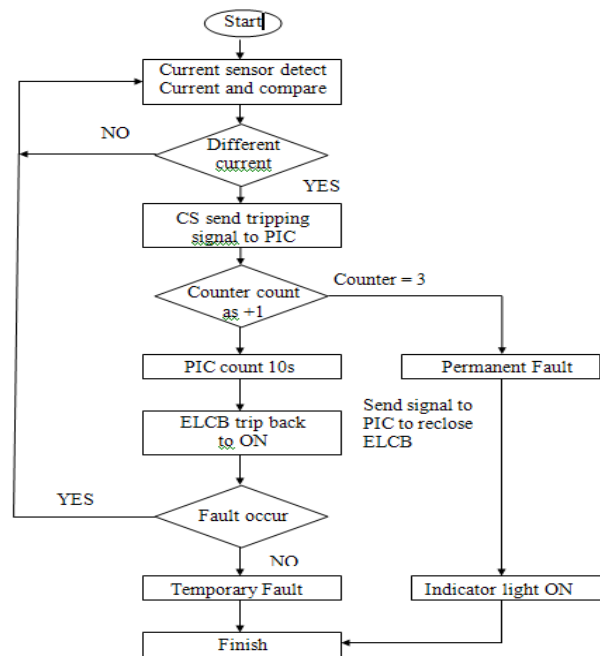 Start
Current sensor detect
Current and compare
NO
Different
current
YES
CS send tripping
signal to PIC
Counter = 3
Counter count
as +1
PIC count 10s
Permanent Fault
Send signal to
PIC to reclose
ELCB
ELCB trip back
to ON
YES
Fault occur
NO
Temporary Fault
Indicator light ON
Finish